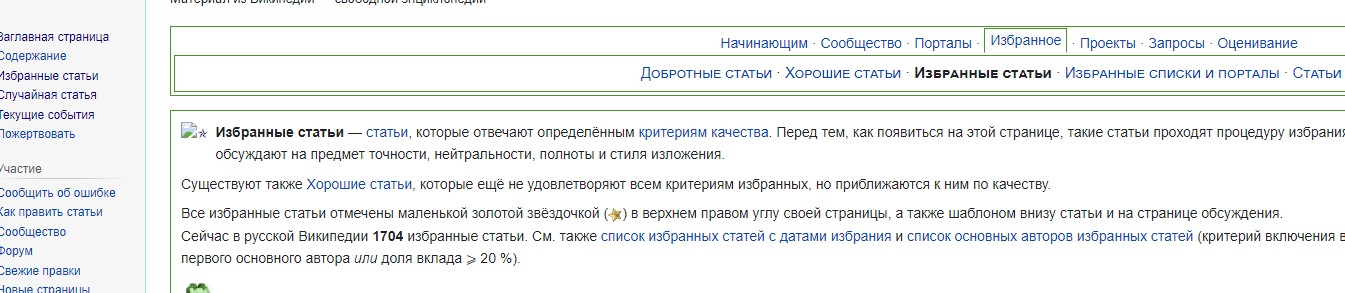 Материал из Википедии — свободной энциклопедии
Заглавная страница
Содержание
Избранные статьи
Случайная статья
Текущие события
Пожертвовать
Участие
Сообщить об ошибке
Как править статьи
Сообщество
Форум
Свежие правки
Новые страницы
Начинающим · Сообщество · Порталы · Избранное · Проекты · Запросы · Оценивание
Добротные статьи · Хорошие статьи · Избранные статьи · Избранные списки и порталы · Статьи
Избранные статьи — статьи, которые отвечают определённым критериям качества. Перед тем, как появиться на этой странице, такие статьи проходят процедуру избрания
обсуждают на предмет точности, нейтральности, полноты и стиля изложения.
Существуют также Хорошие статьи, которые ещё не удовлетворяют всем критериям избранных, но приближаются к ним по качеству.
Все избранные статьи отмечены маленькой золотой звёздочкой () в верхнем правом углу своей страницы, а также шаблоном внизу статьи и на странице обсуждения.
Сейчас в русской Википедии 1704 избранные статьи. См. также список избранных статей с датами избрания и список основных авторов избранных статей (критерий включения в
первого основного автора или доля вклада ⩾ 20 %).